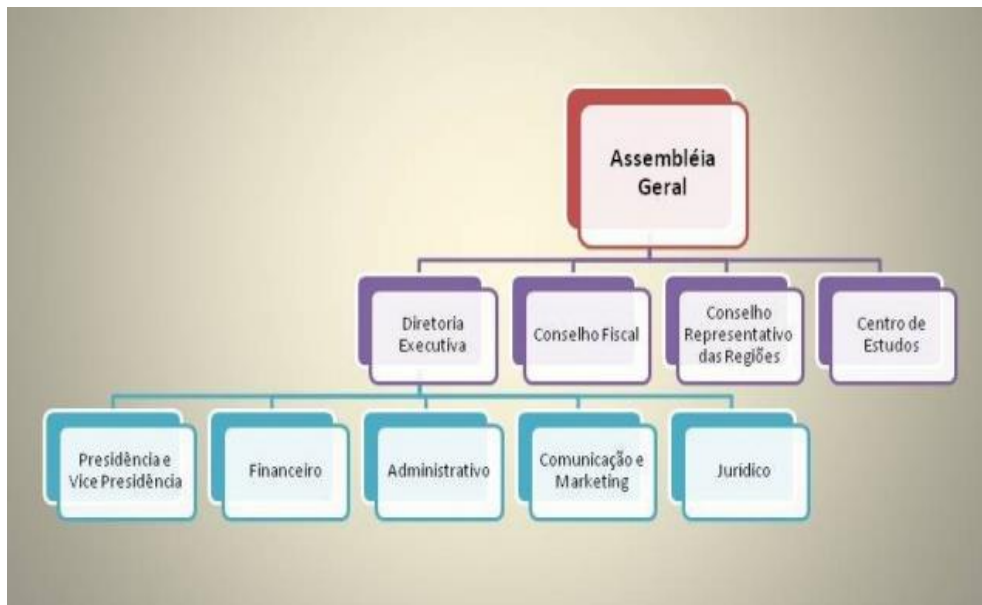 Assembléia
Geral
Diretoria
Executiva
Conselho Fiscal
Conselho
Representativo
das Regiões
Centro de
Estudos
Presidência e
Vice Presidência
Financeiro
Administrativo
Comunicação e
Marketing
Jurídico